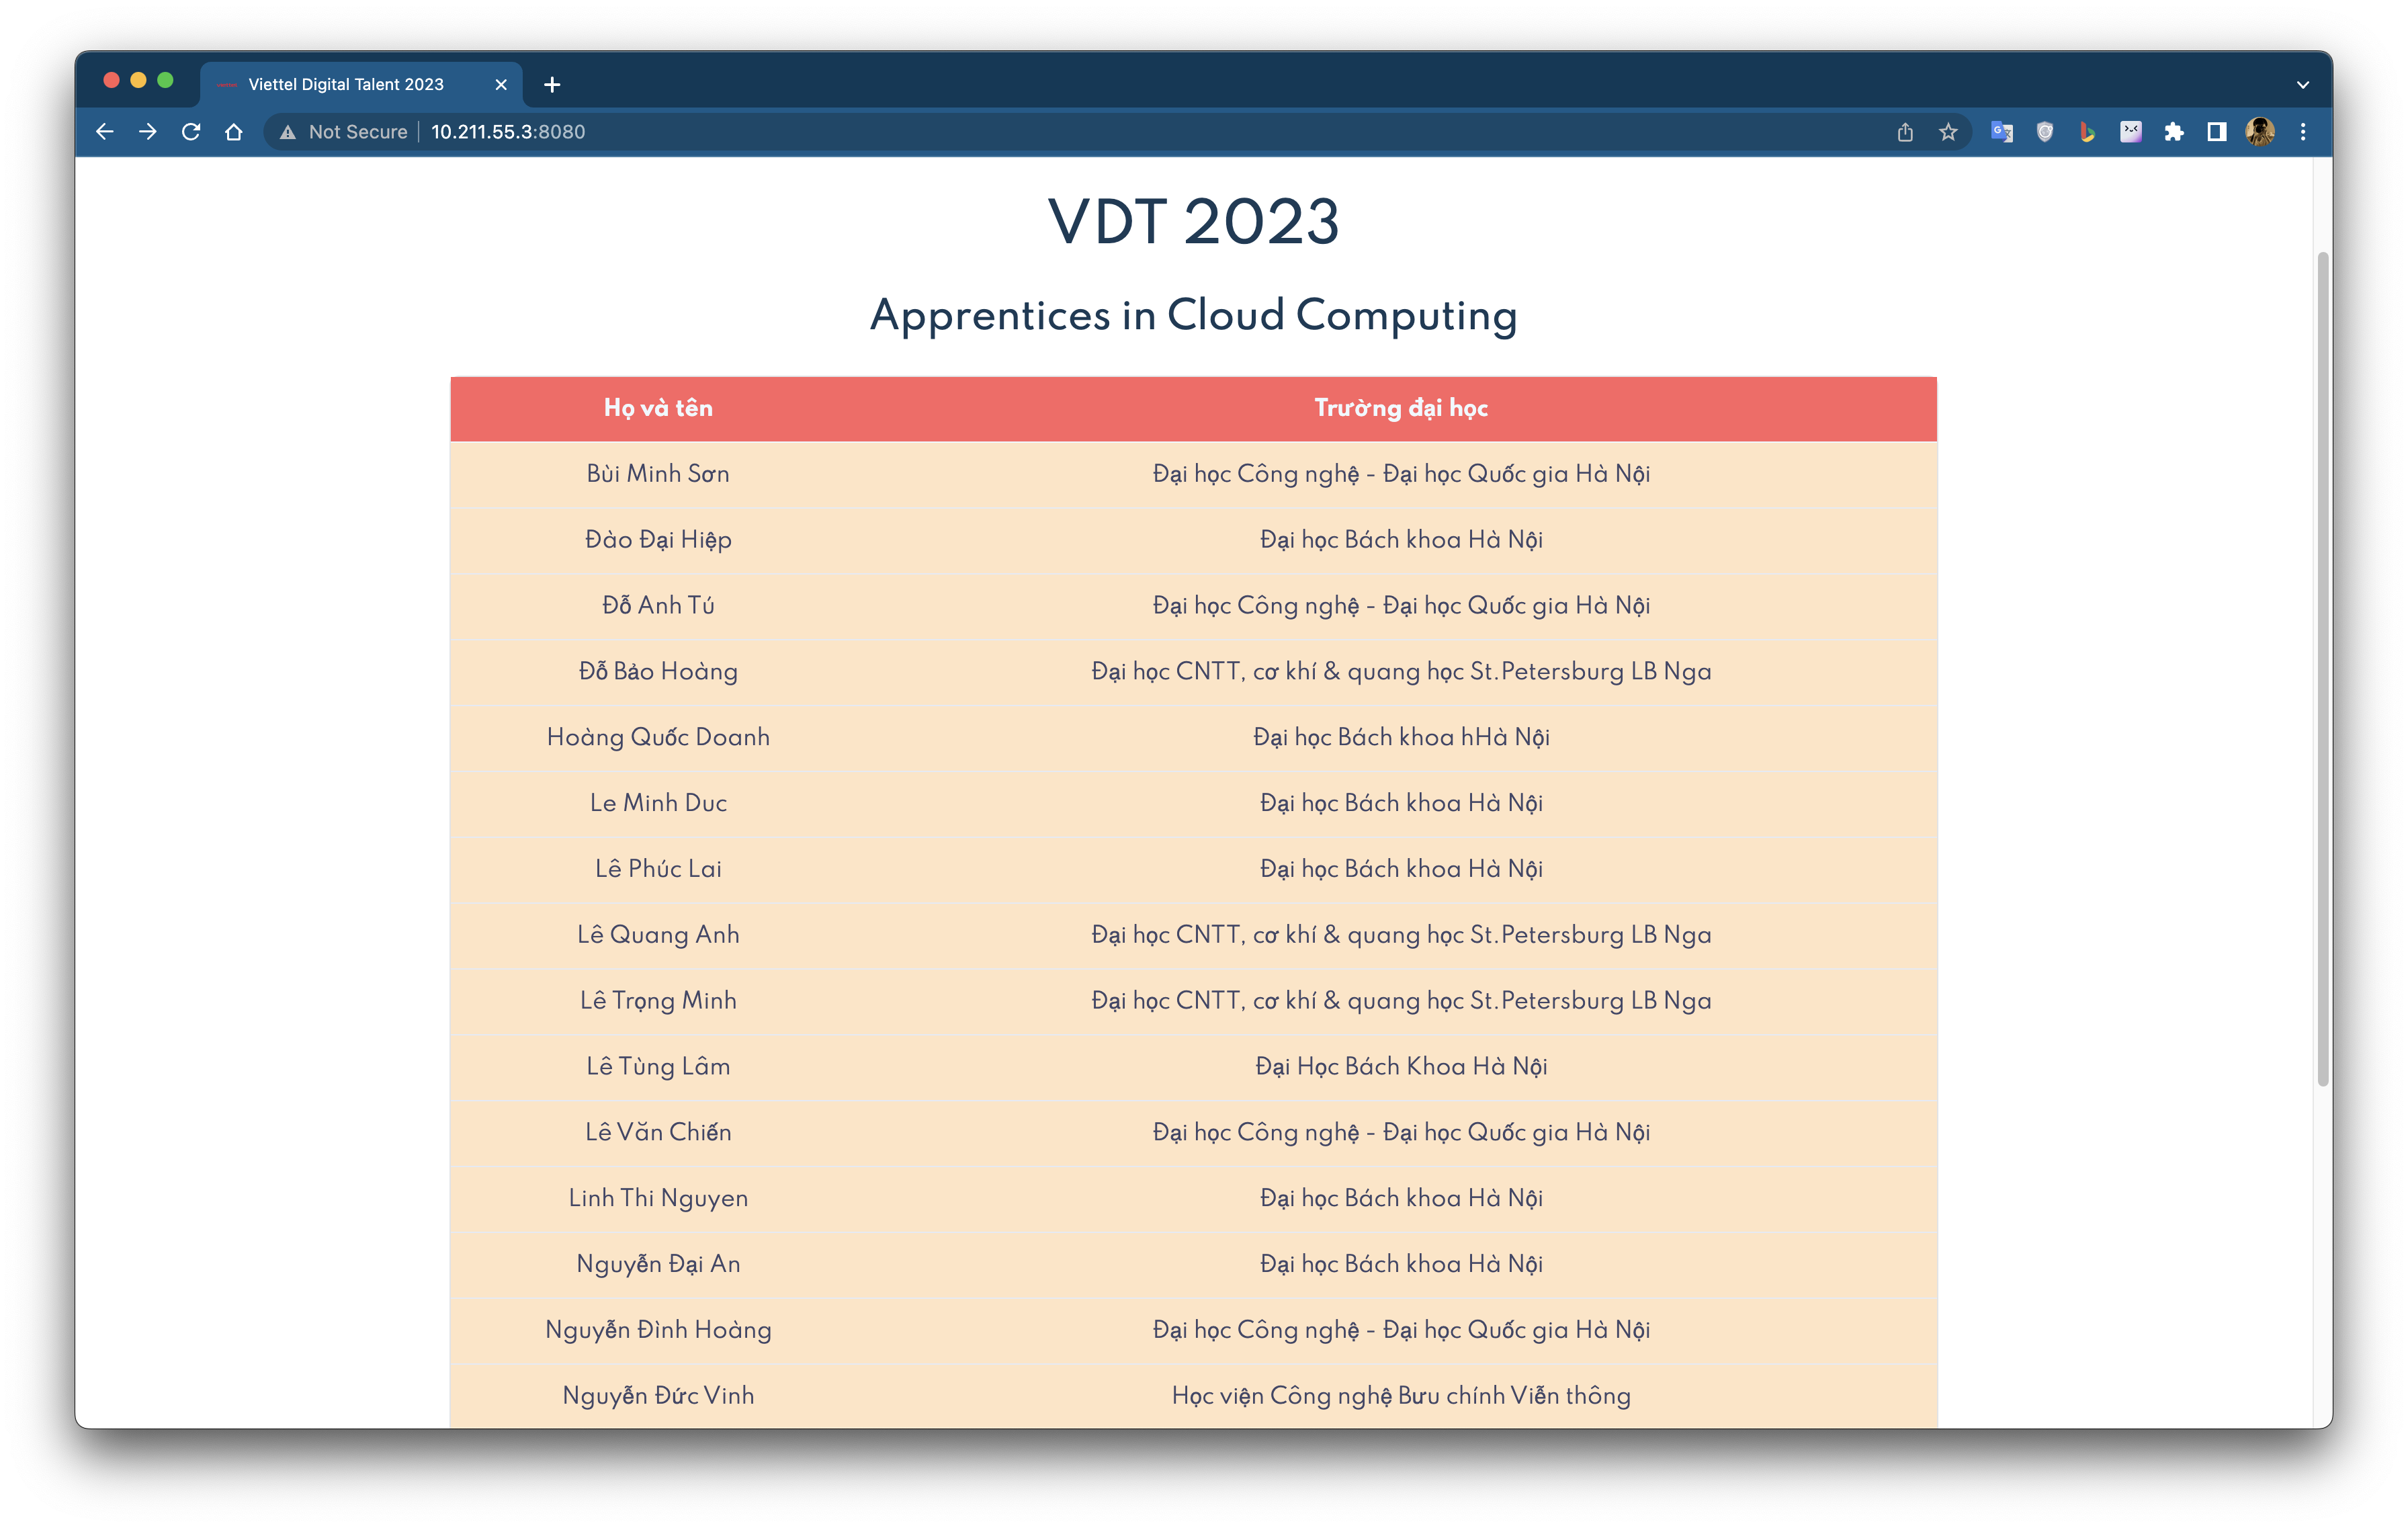 Viettel Digital Talent 2023
Not Secure 10.211.55.3:8080
VDT 2023
Apprentices in Cloud Computing
Họ và tên Trường đại học
Bùi Minh Sơn Đại học Công nghệ - Đại học Quốc gia Hà Nội
Đào Đại Hiệp Đại học Bách khoa Hà Nội
Đỗ Anh Tú Đại học Công nghệ - Đại học Quốc gia Hà Nội
Đỗ Bảo Hoàng Đại học CNTT, cơ khí & quang học St.Petersburg LB Nga
Hoàng Quốc Doanh Đại học Bách khoa hHà Nội
Le Minh Duc Đại học Bách khoa Hà Nội
Lê Phúc Lai Đại học Bách khoa Hà Nội
Lê Quang Anh Đại học CNTT, cơ khí & quang học St.Petersburg LB Nga
Lê Trọng Minh Đại học CNTT, cơ khí & quang học St.Petersburg LB Nga
Lê Tùng Lâm Đại Học Bách Khoa Hà Nội
Lê Văn Chiến Đại học Công nghệ - Đại học Quốc gia Hà Nội
Linh Thi Nguyen Đại học Bách khoa Hà Nội
Nguyễn Đại An Đại học Bách khoa Hà Nội
Nguyễn Đình Hoàng Đại học Công nghệ - Đại học Quốc gia Hà Nội
Nguyễn Đức Vinh Học viện Công nghệ Bưu chính Viễn thông